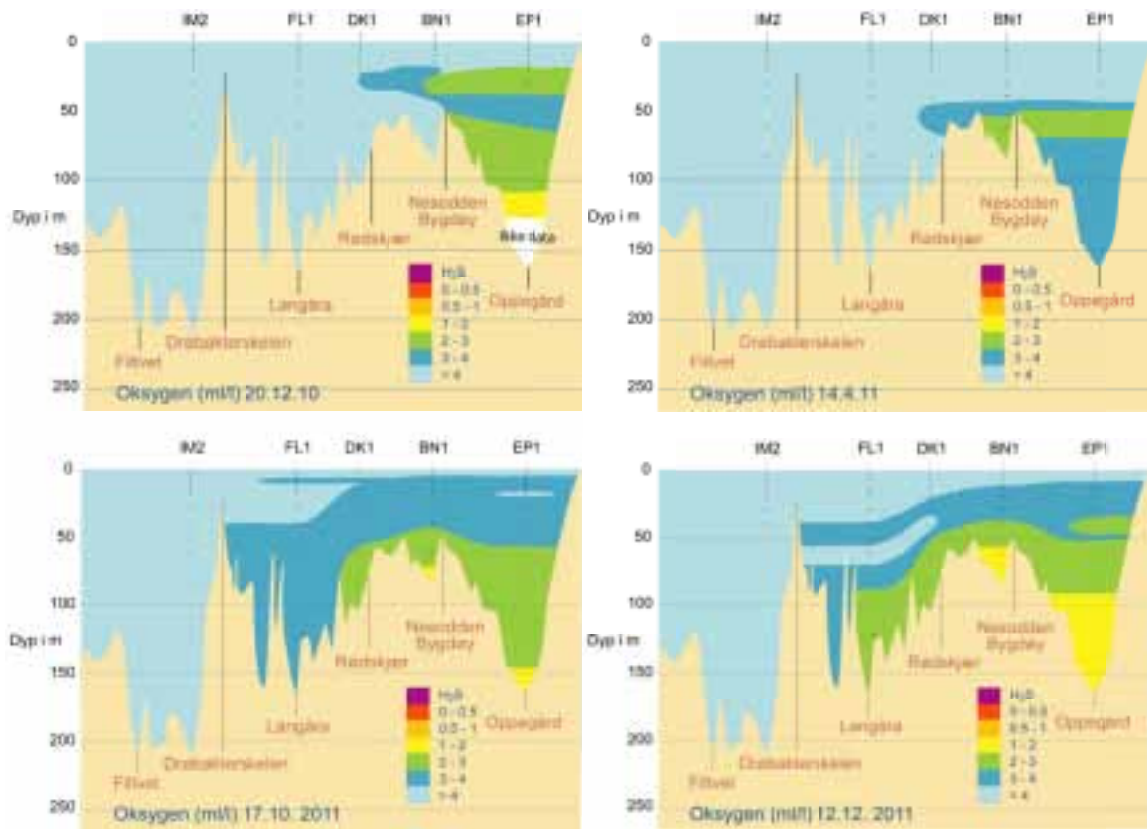 IM2 FL1 DK1 BN1 EP1
0
50
100
Dyp i m
150
200
250
Nesodden
Bygdøy
Ikke data
Rødskjær
Langåra
Oppegård
Drøbakterskelen
Filtvet
H₂S
0 - 0.5
0.5 - 1
1 - 2
2 - 3
3 - 4
> 4
Oksygen (ml/l) 20.12.10
IM2 FL1 DK1 BN1 EP1
0
50
100
Dyp i m
150
200
250
Nesodden
Bygdøy
Rødskjær
Langåra
Oppegård
Drøbakterskelen
Filtvet
H₂S
0 - 0.5
0.5 - 1
1 - 2
2 - 3
3 - 4
> 4
Oksygen (ml/l) 14.4.11
IM2 FL1 DK1 BN1 EP1
0
50
100
Dyp i m
150
200
250
Nesodden
Bygdøy
Rødskjær
Langåra
Oppegård
Drøbakterskelen
Filtvet
H₂S
0 - 0.5
0.5 - 1
1 - 2
2 - 3
3 - 4
> 4
Oksygen (ml/l) 17.10. 2011
IM2 FL1 DK1 BN1 EP1
0
50
100
Dyp i m
150
200
250
Nesodden
Bygdøy
Rødskjær
Langåra
Oppegård
Drøbakterskelen
Filtvet
H₂S
0 - 0.5
0.5 - 1
1 - 2
2 - 3
3 - 4
> 4
Oksygen (ml/l) 12.12. 2011